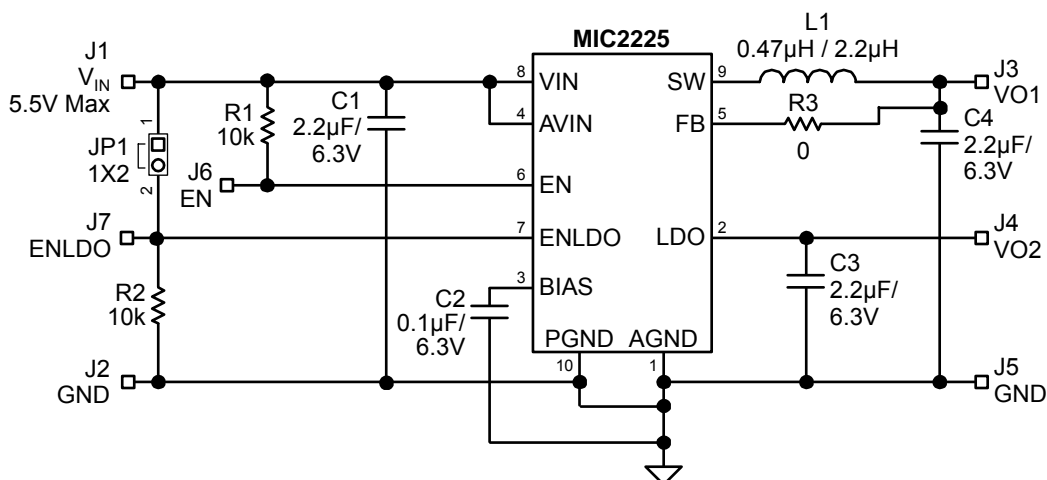 MIC2225
L1
0.47µH / 2.2µH
J1
VIN
5.5V Max
8
VIN
SW
9
J3
VO1
R1
10k
C1
2.2µF/
6.3V
4
AVIN
FB
5
R3
0
C4
2.2µF/
6.3V
1
JP1
1X2
2
J6
EN
6
EN
J7
ENLDO
7
ENLDO
LDO
2
J4
VO2
R2
10k
3
BIAS
C2
0.1µF/
6.3V
C3
2.2µF/
6.3V
PGND
AGND
10
1
J2
GND
J5
GND